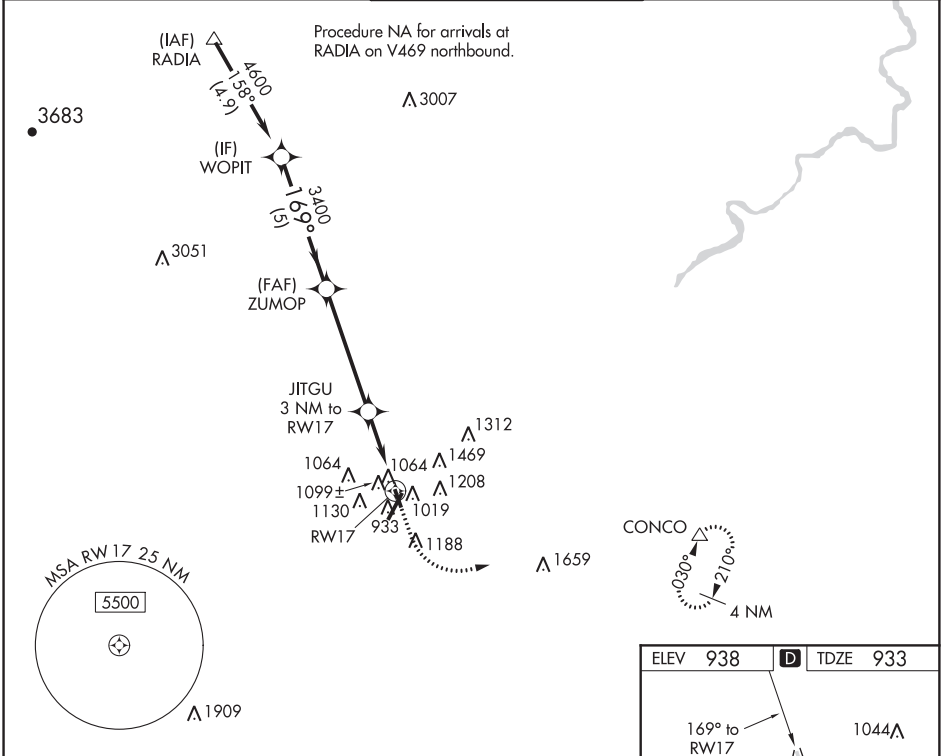 (IAF)
RADIA
Procedure NA for arrivals at
RADIA on V469 northbound.
4600
158°
(4.9)
3007
3683
(IF)
WOPIT
3400
169°
(5)
3051
(FAF)
ZUMOP
JITGU
3 NM to
RW17
1312
1469
1064
1064
1208
1099±
1130
1019
933
RW17
1188
1659
CONCO
030°
210°
4 NM
MSA RW 17 25 NM
5500
1909
ELEV 938 D TDZE 933
169° to
RW17
1044